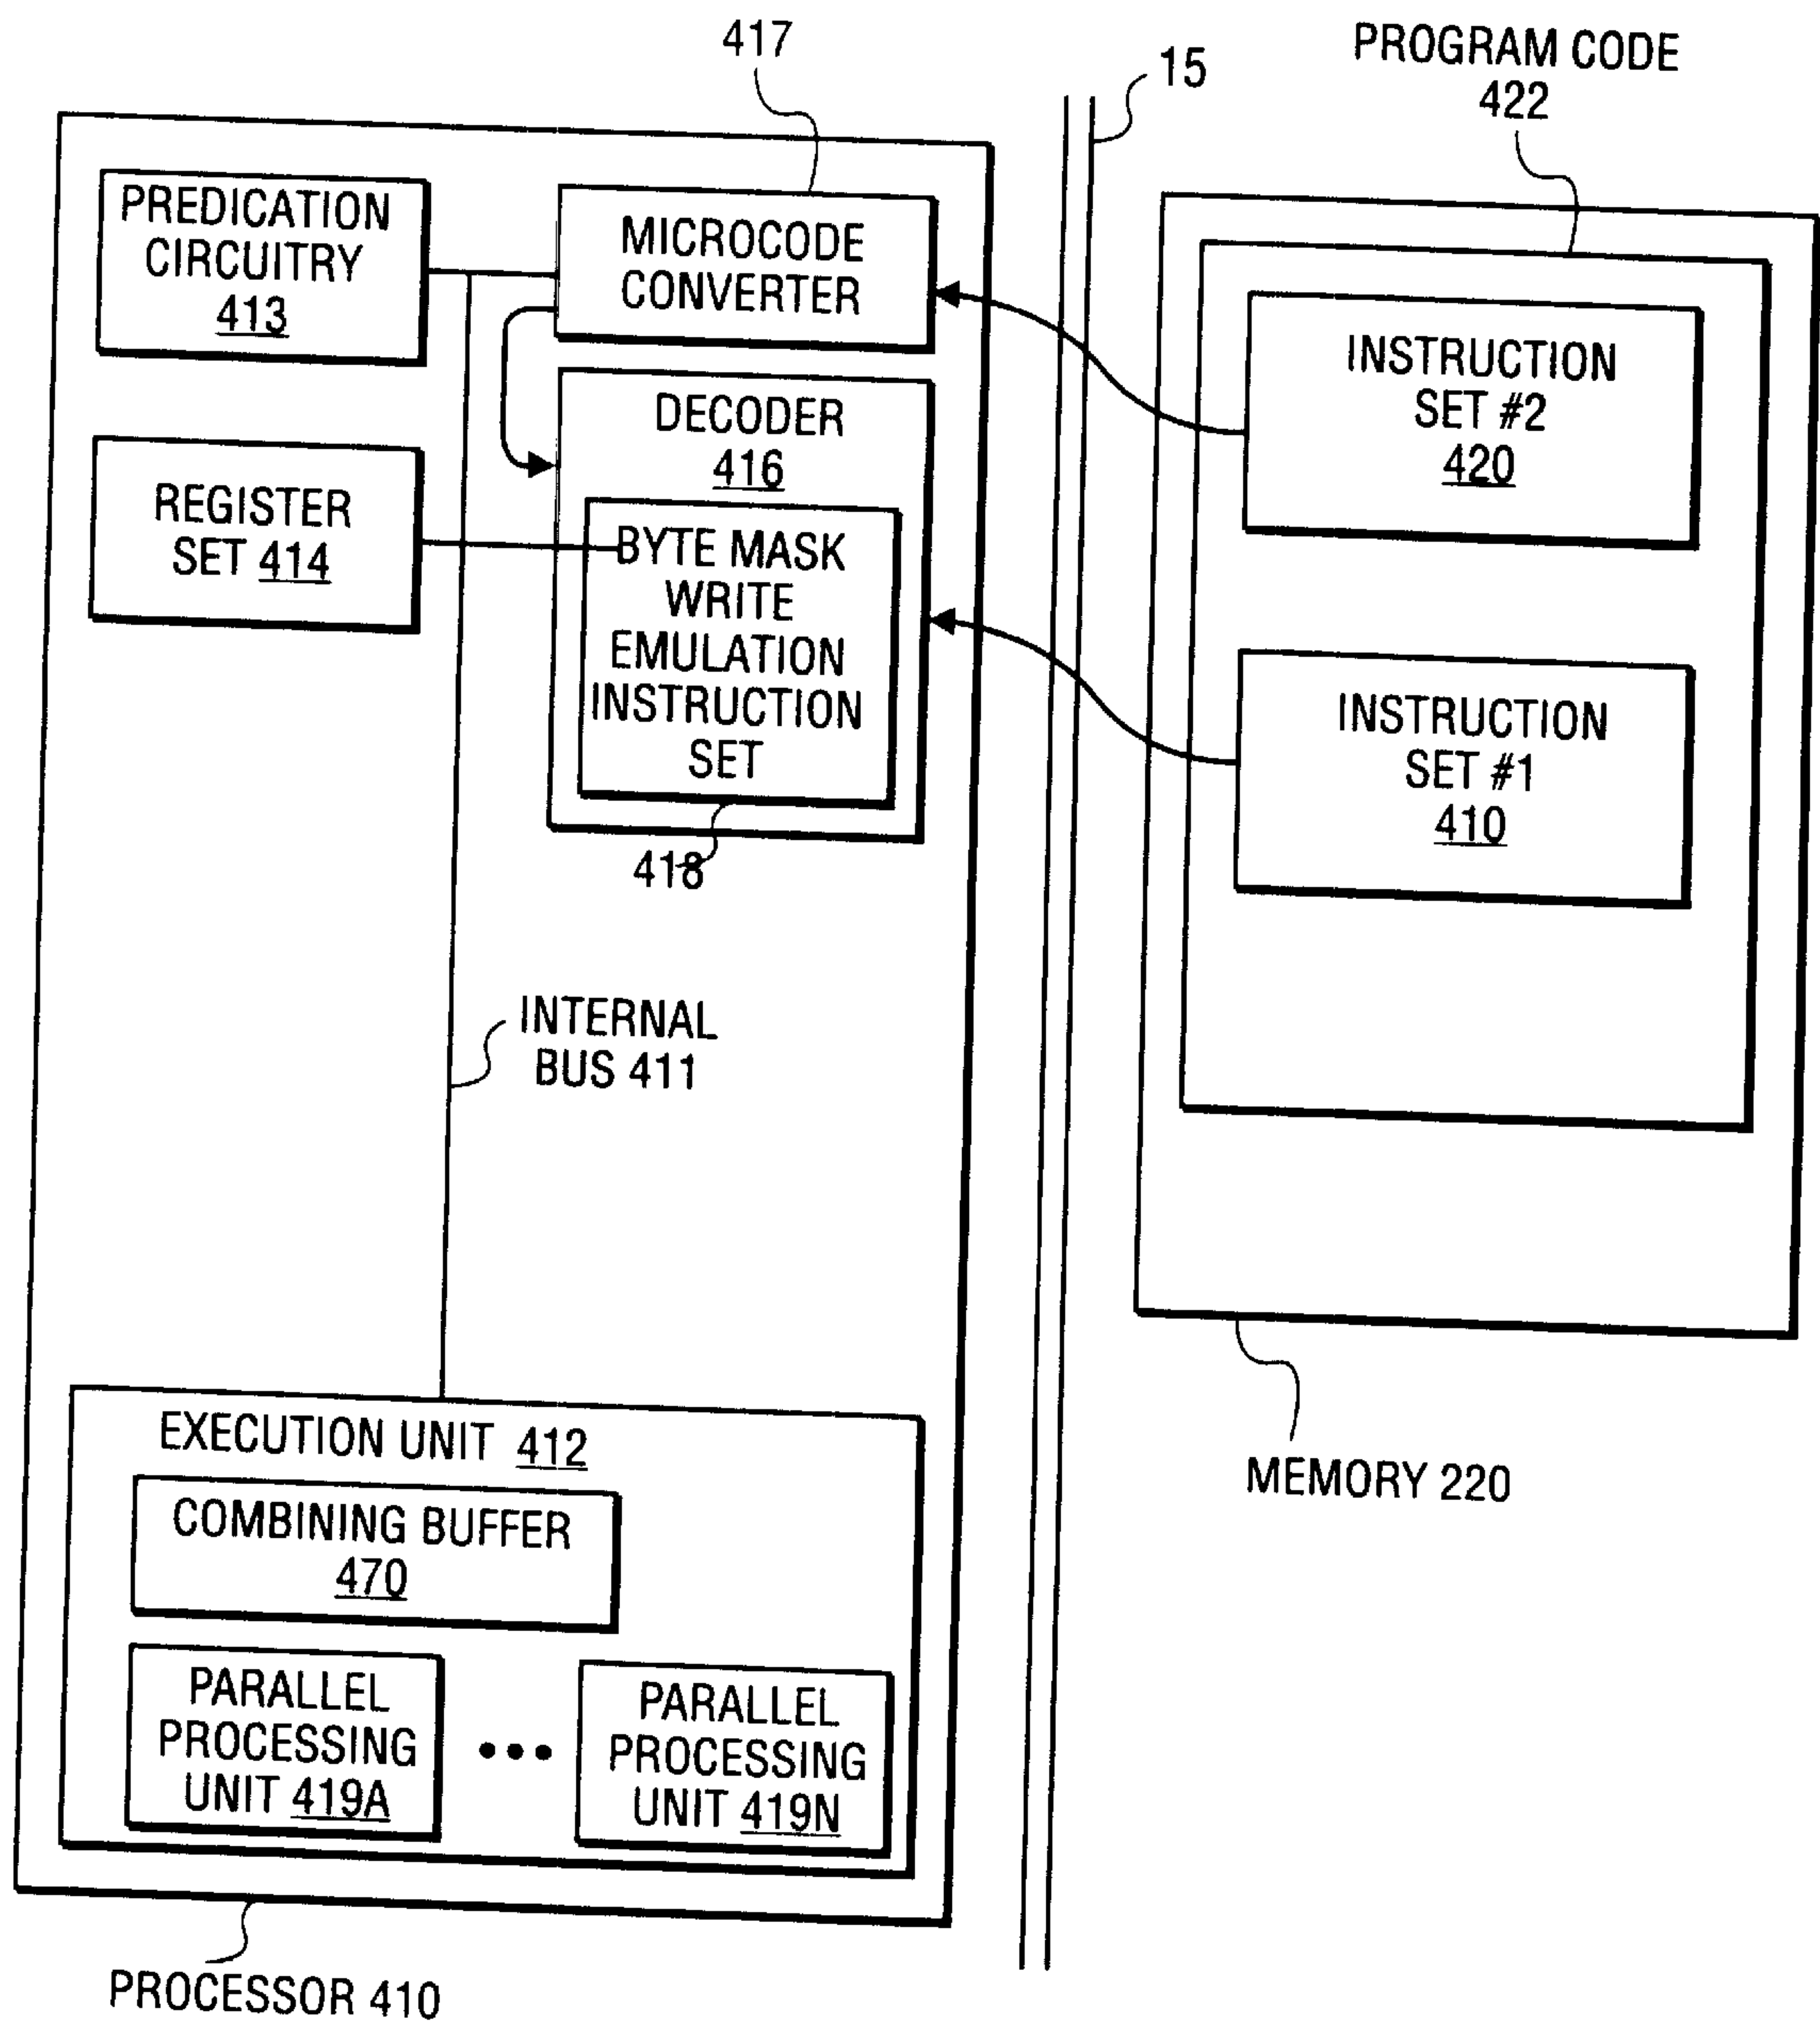 417
15
PROGRAM CODE
422
PREDICATION
CIRCUITRY
413
MICROCODE
CONVERTER
INSTRUCTION
SET #2
420
DECODER
416
REGISTER
SET 414
BYTE MASK
WRITE
EMULATION
INSTRUCTION
SET
418
INSTRUCTION
SET #1
410
INTERNAL
BUS 411
EXECUTION UNIT 412
COMBINING BUFFER
470
PARALLEL
PROCESSING
UNIT 419A
PARALLEL
PROCESSING
UNIT 419N
MEMORY 220
PROCESSOR 410